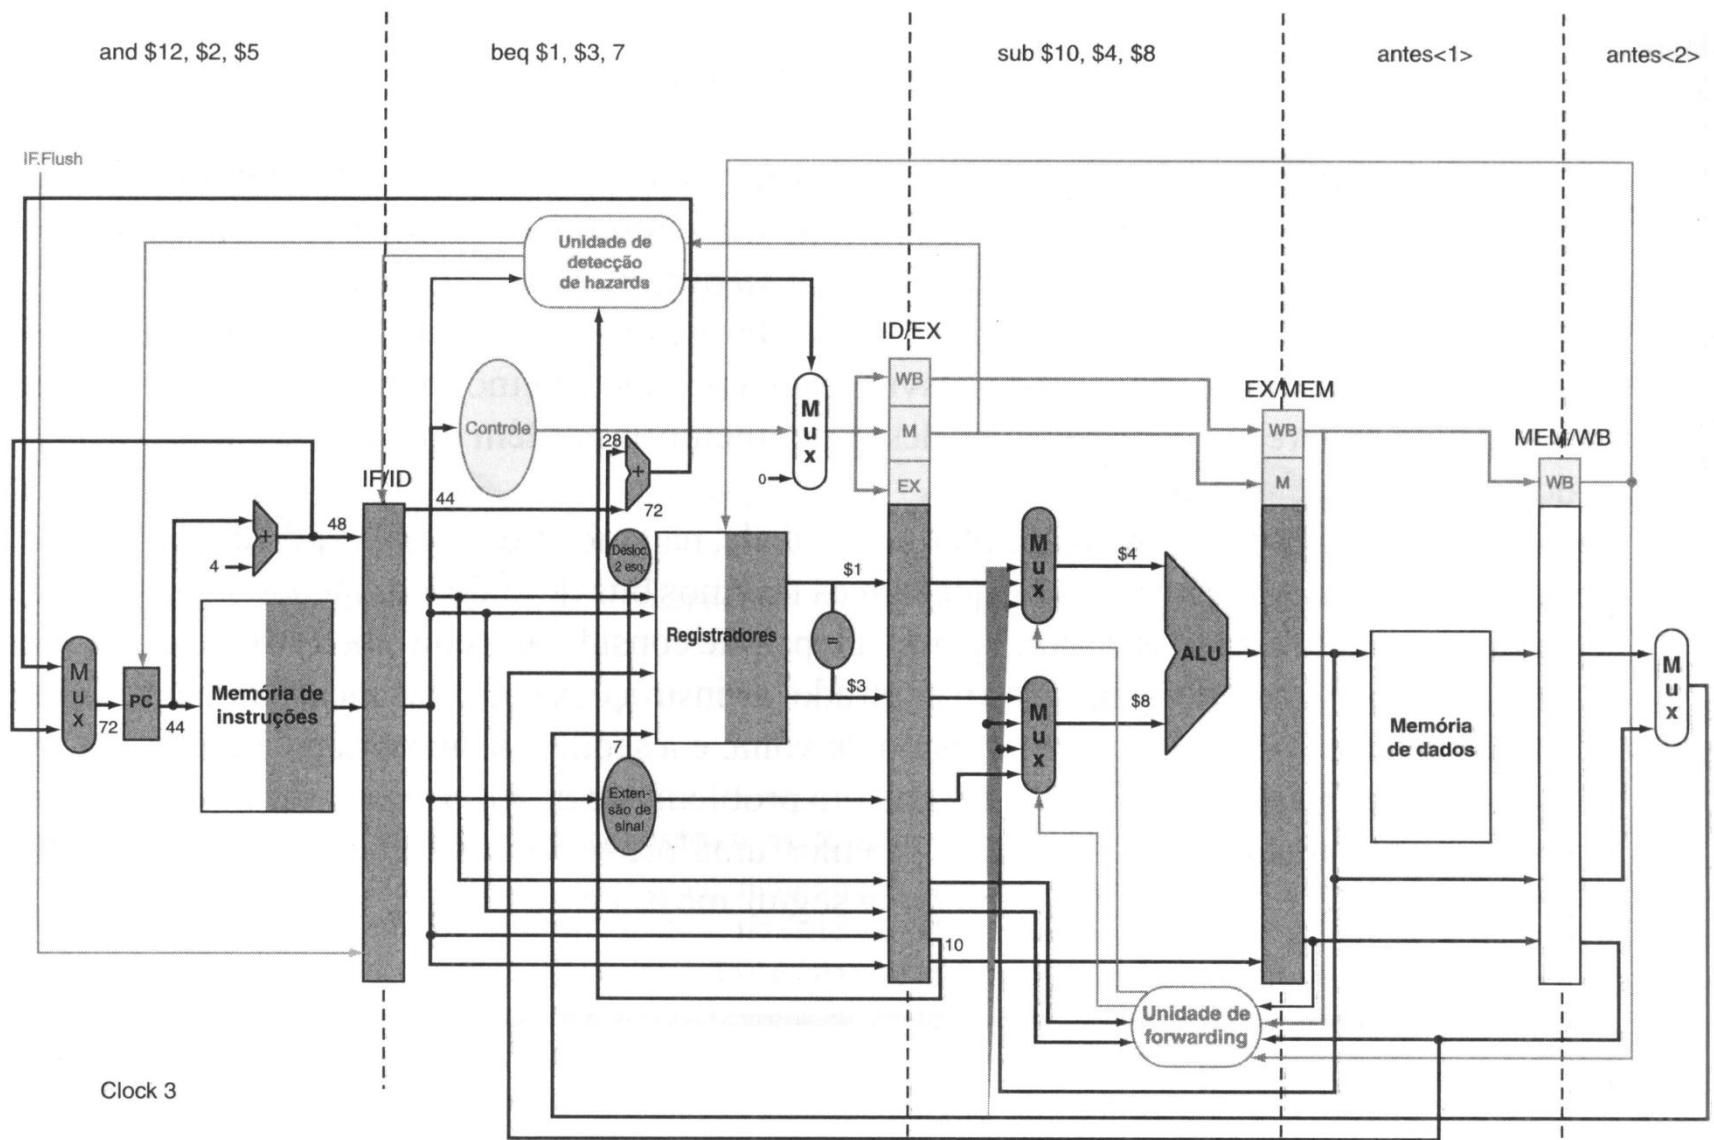 and $12, $2, $5
beq $1, $3, 7
sub $10, $4, $8
antes<1>
antes<2>
IF.Flush
Unidade de
detecção
de hazards
ID/EX
WB
M
EX
EX/MEM
WB
M
MEM/WB
WB
Controle
M
u
x
0
28
+
72
IF/ID
44
48
+
4
Desloc.
2 esq.
$1
=
$3
Registradores
M
u
x
$4
M
u
x
$8
ALU
M
u
x
72
PC
44
Memória de
instruções
7
Exten-
são de
sinal
Memória
de dados
M
u
x
10
Unidade de
forwarding
Clock 3